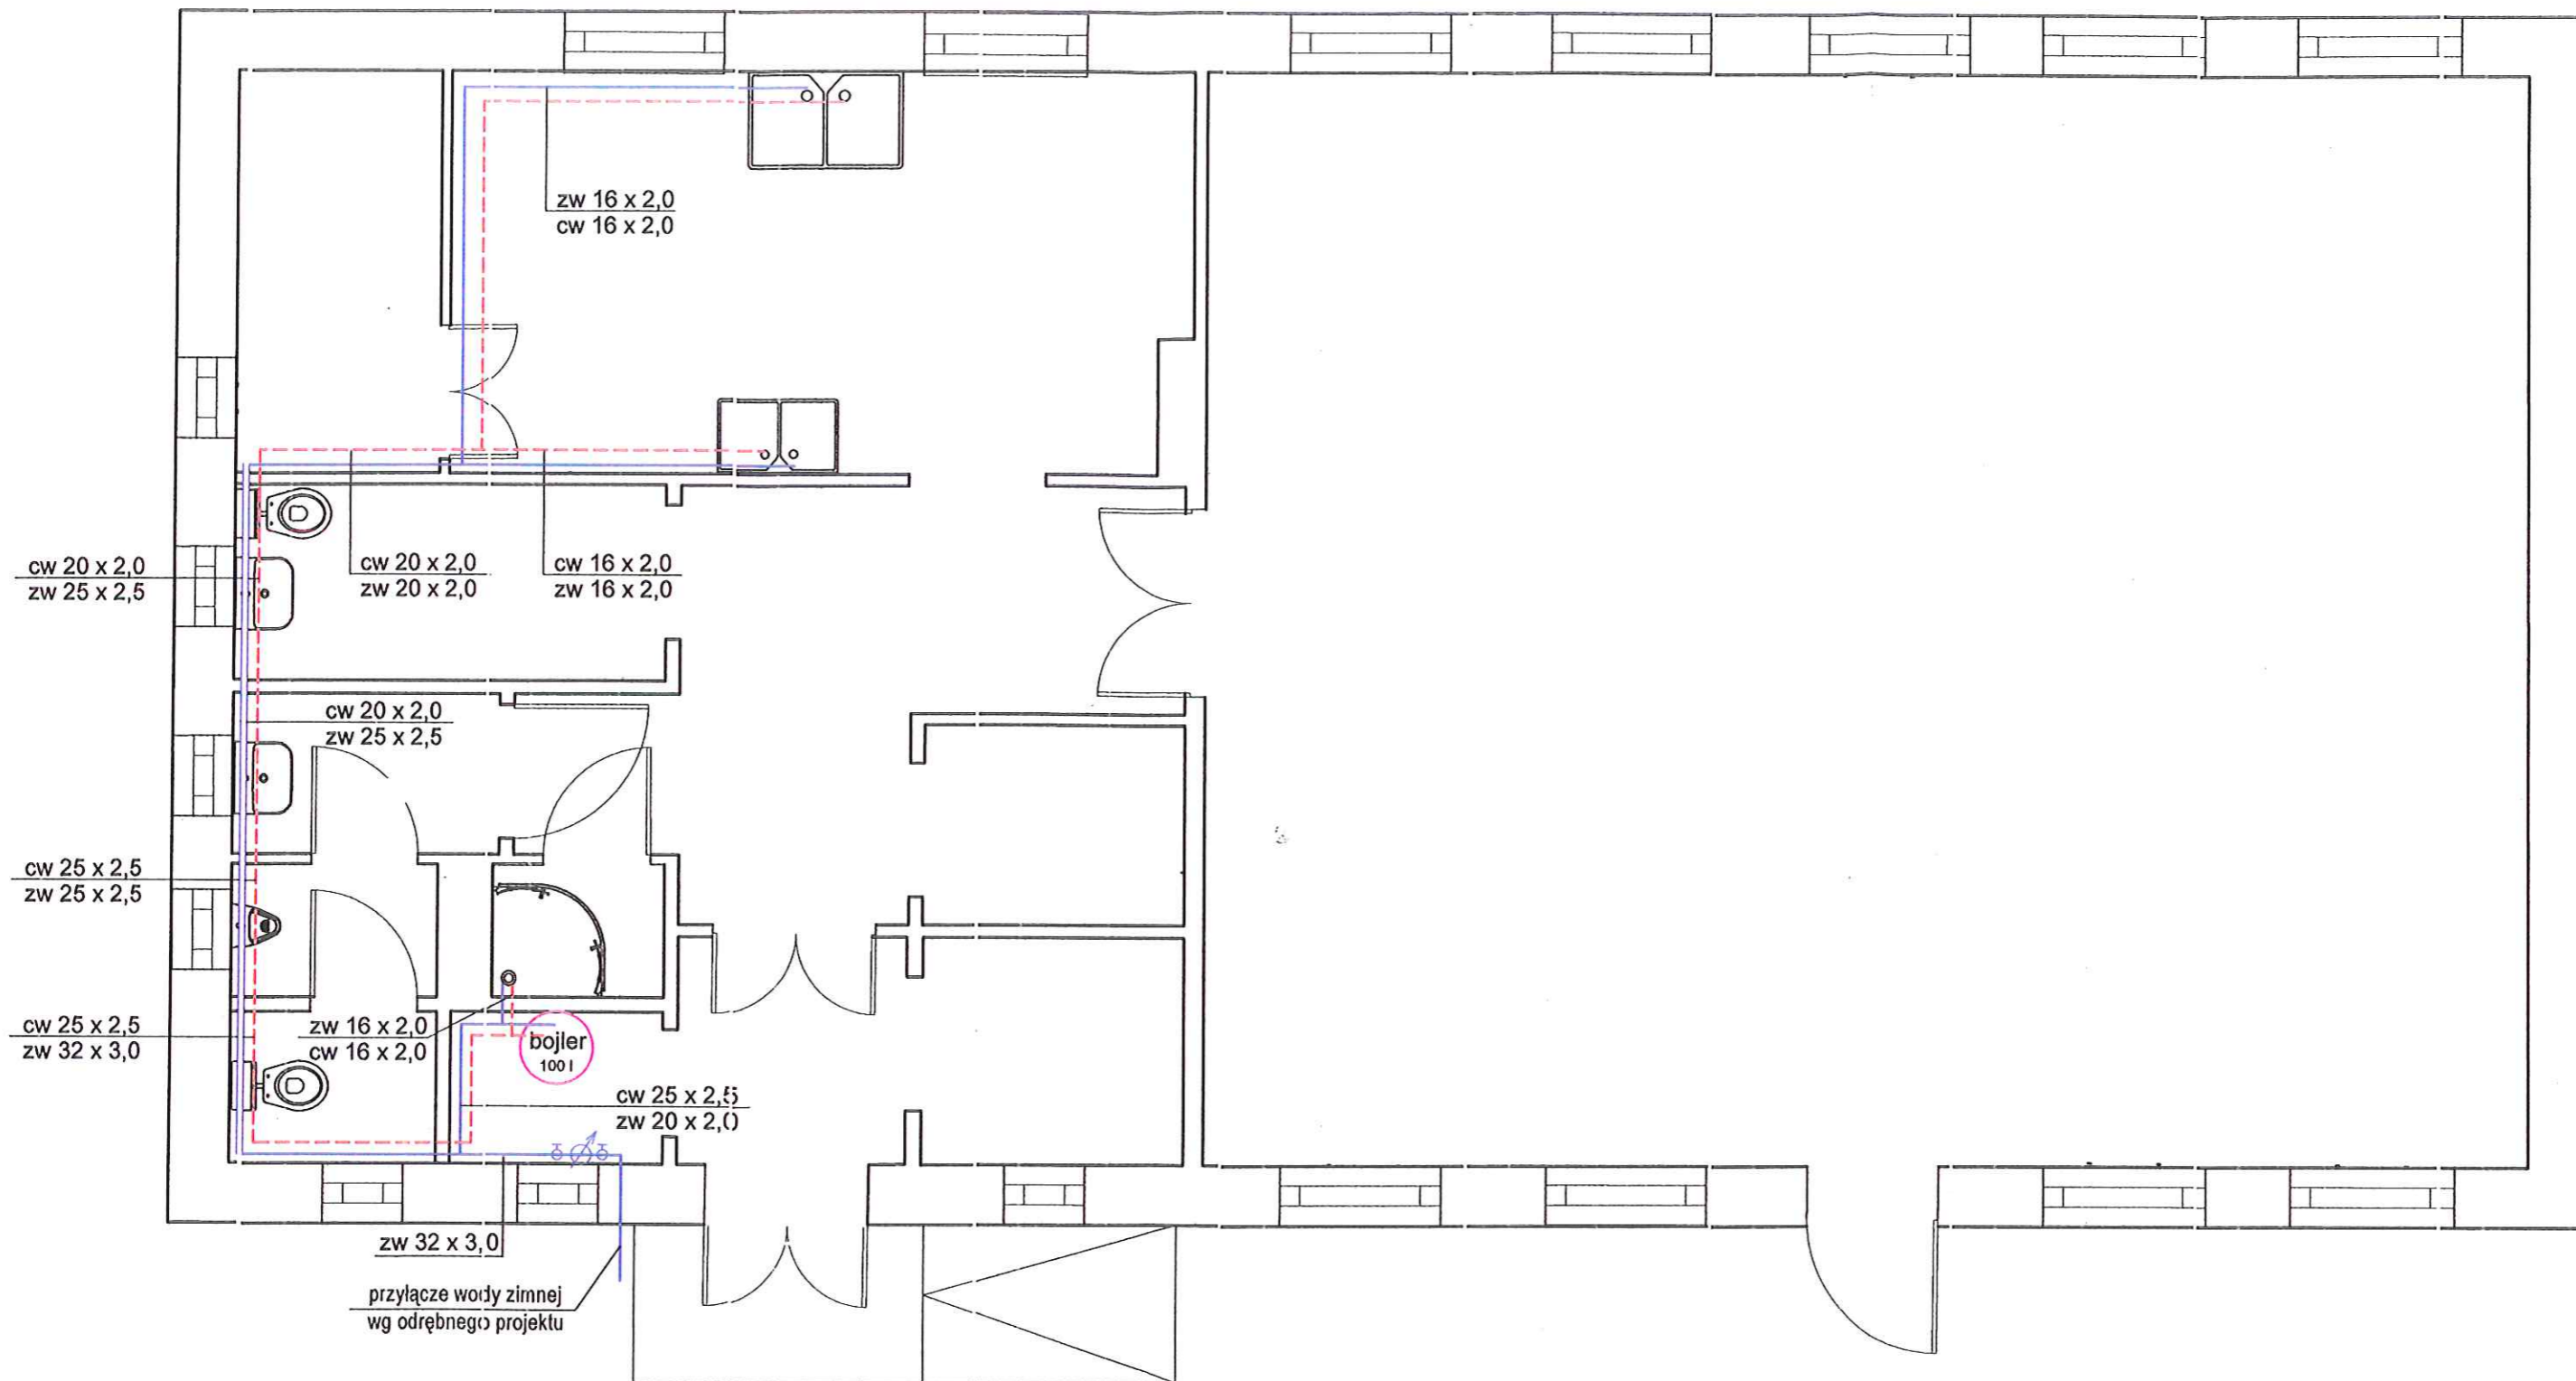 zw 16 x 2,0
cw 16 x 2,0
cw 20 x 2,0
zw 25 x 2,5
cw 20 x 2,0
zw 20 x 2,0
cw 16 x 2,0
zw 16 x 2,0
cw 20 x 2,0
zw 25 x 2,5
cw 25 x 2,5
zw 25 x 2,5
cw 25 x 2,5
zw 32 x 3,0
zw 16 x 2,0
cw 16 x 2,0
bojler
100 l
cw 25 x 2,5
zw 20 x 2,0
zw 32 x 3,0
przyłącze wody zimnej
wg odrębnego projektu